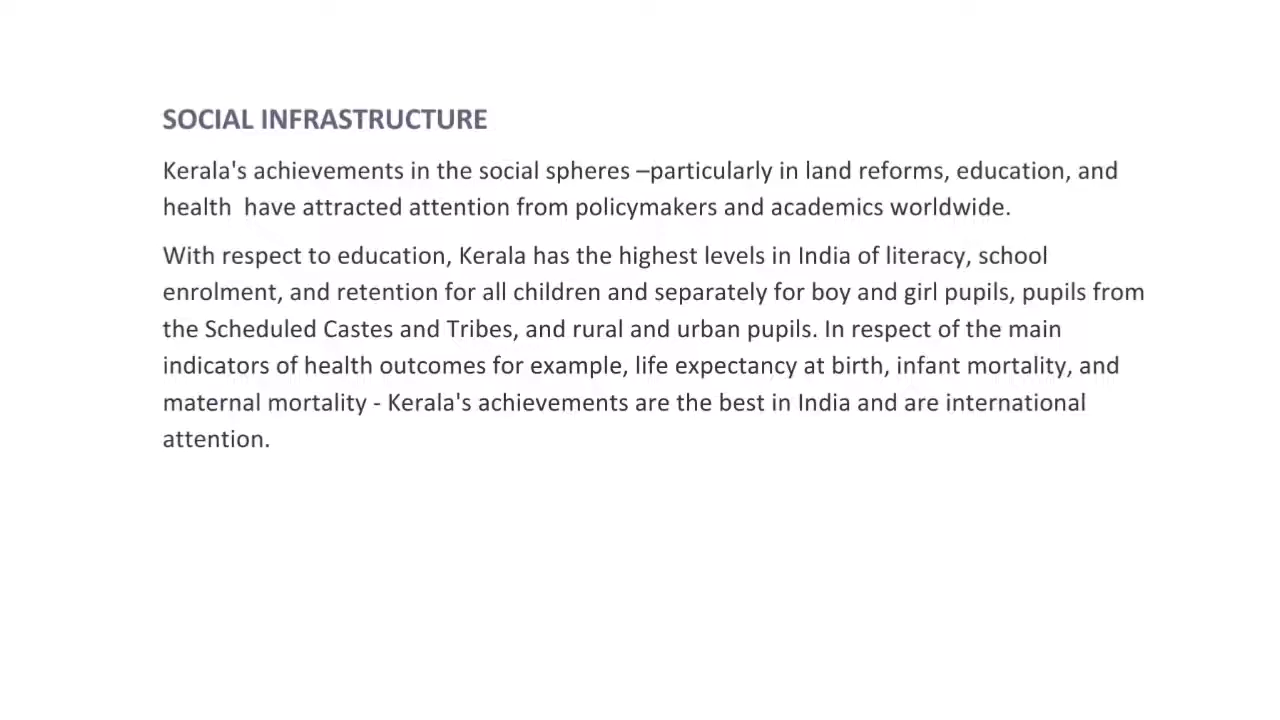 SOCIAL INFRASTRUCTURE
Kerala's achievements in the social spheres –particularly in land reforms, education, and
health  have attracted attention from policymakers and academics worldwide.
With respect to education, Kerala has the highest levels in India of literacy, school
enrolment, and retention for all children and separately for boy and girl pupils, pupils from
the Scheduled Castes and Tribes, and rural and urban pupils. In respect of the main
indicators of health outcomes for example, life expectancy at birth, infant mortality, and
maternal mortality - Kerala's achievements are the best in India and are international
attention.